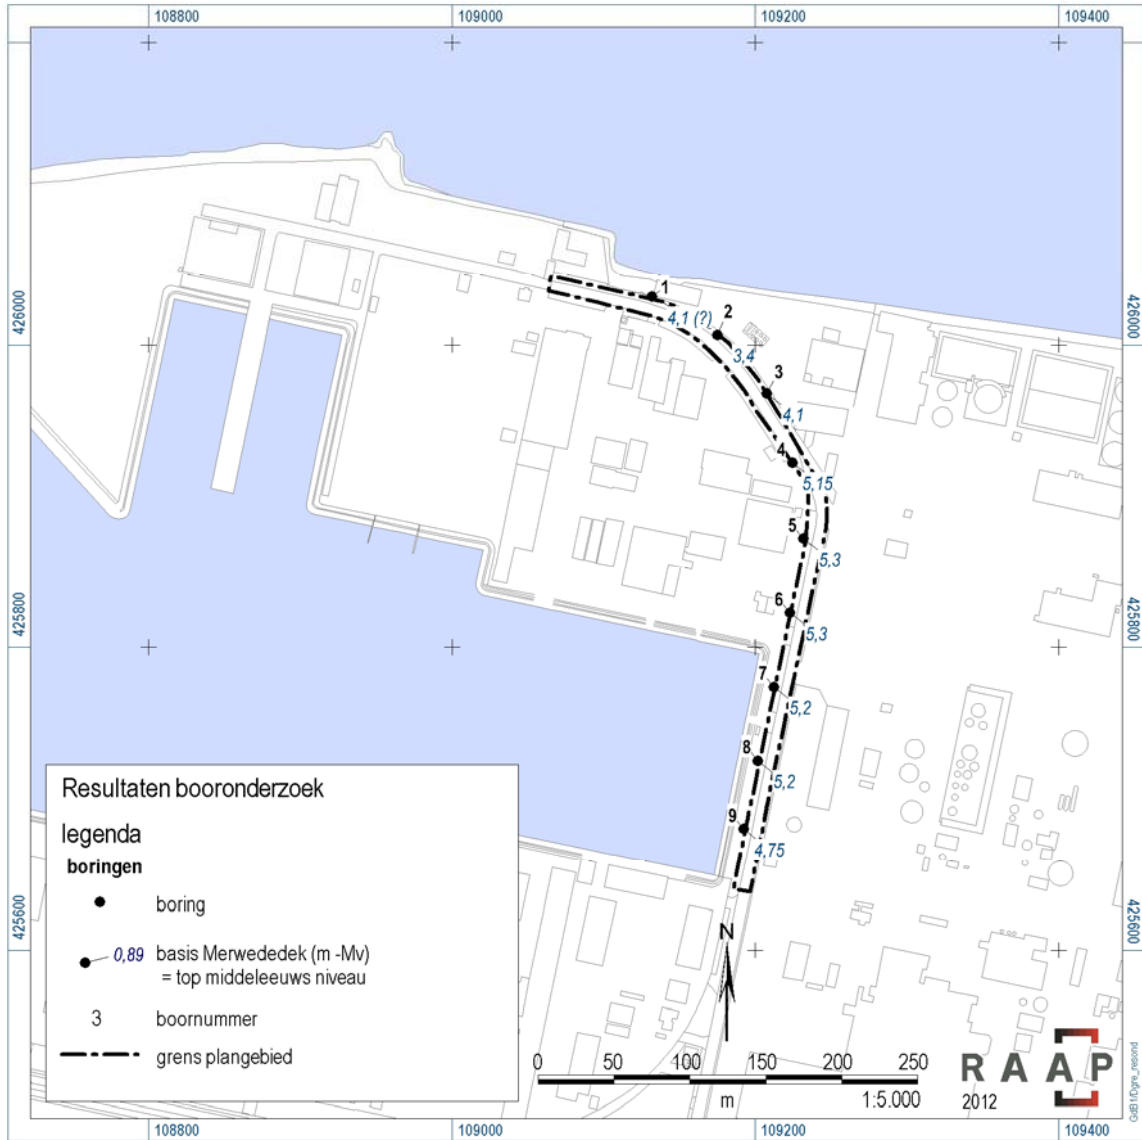 108800 109000 109200 109400
426000 426000
425800 425800
425600 425600
1
4,1 (?)
2
3,4
3
4,1
4
5,15
5
5,3
6
5,3
7
5,2
8
5,2
9
4,75
Resultaten booronderzoek
legenda
boringen
boring
0,89 basis Merwededek (m -Mv)
= top middeleeuws niveau
3 boornummer
grens plangebied
N
0 50 100 150 200 250
m 1:5.000
RAAP
2012
108800 109000 109200 109400